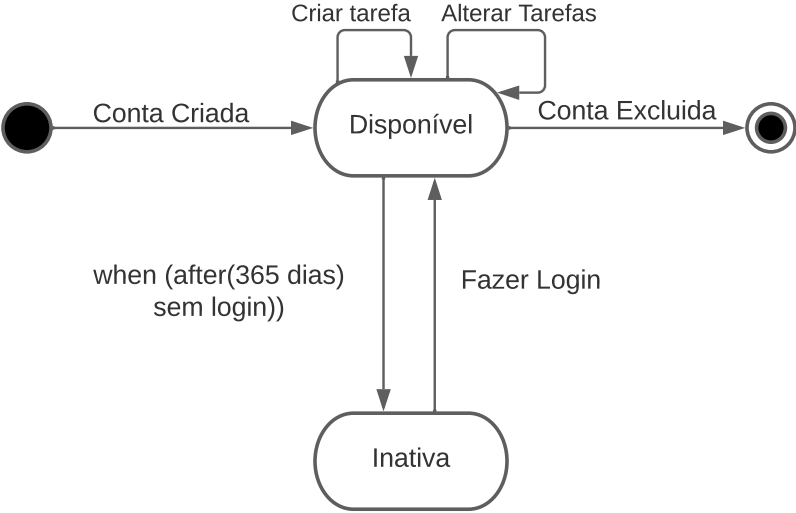 Criar tarefa
Alterar Tarefas
Conta Criada
Disponível
Conta Excluida
when (after(365 dias)
sem login))
Fazer Login
Inativa